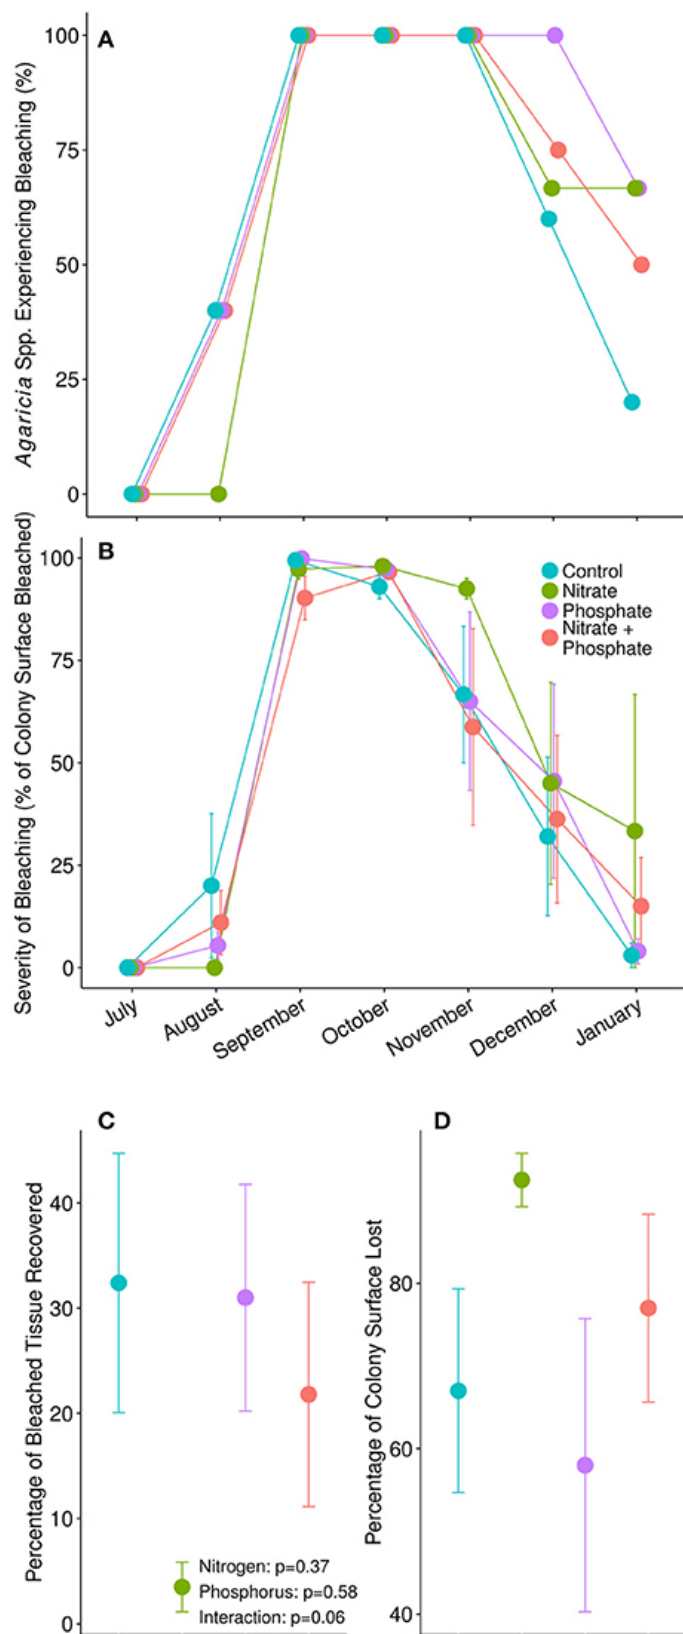 A
100
75
50
25
0
Agaricia Spp. Experiencing Bleaching (%)
B
100
75
50
25
0
Severity of Bleaching (% of Colony Surface Bleached)
Control
Nitrate
Phosphate
Nitrate +
Phosphate
July
August
September
October
November
December
January
C
40
30
20
10
0
Percentage of Bleached Tissue Recovered
Nitrogen: p=0.37
Phosphorus: p=0.58
Interaction: p=0.06
D
80
60
40
Percentage of Colony Surface Lost